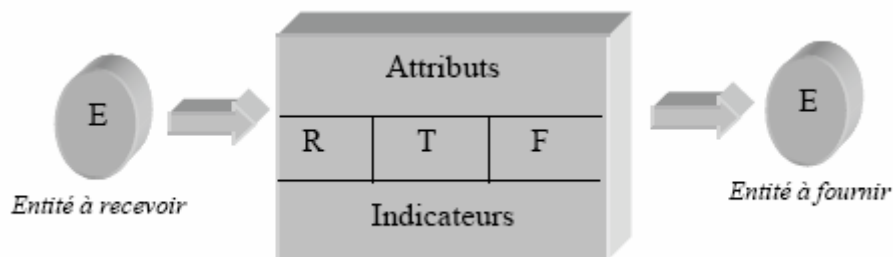 Attributs
E
E
R T F
Entité à recevoir
Entité à fournir
Indicateurs